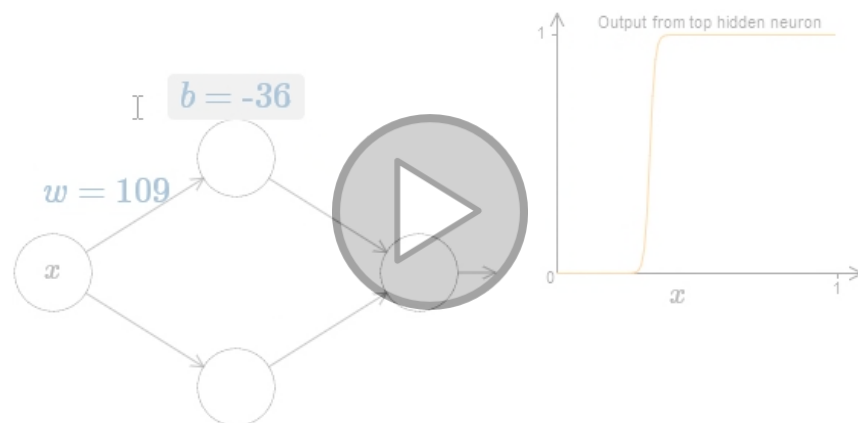 b = -36
w = 109
x
Output from top hidden neuron
1
0
x
1